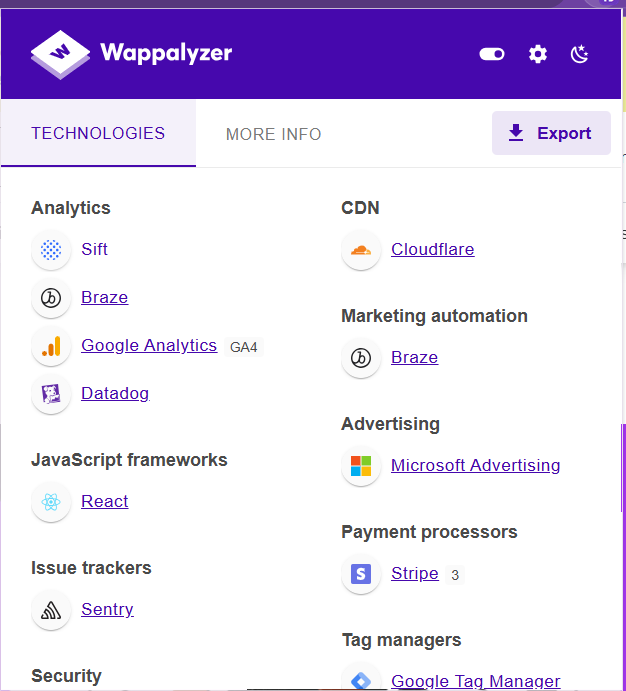 Wappalyzer
TECHNOLOGIES
MORE INFO
Export
Analytics
Sift
Braze
Google Analytics GA4
Datadog
JavaScript frameworks
React
Issue trackers
Sentry
Security
CDN
Cloudflare
Marketing automation
Braze
Advertising
Microsoft Advertising
Payment processors
Stripe 3
Tag managers
Google Tag Manager